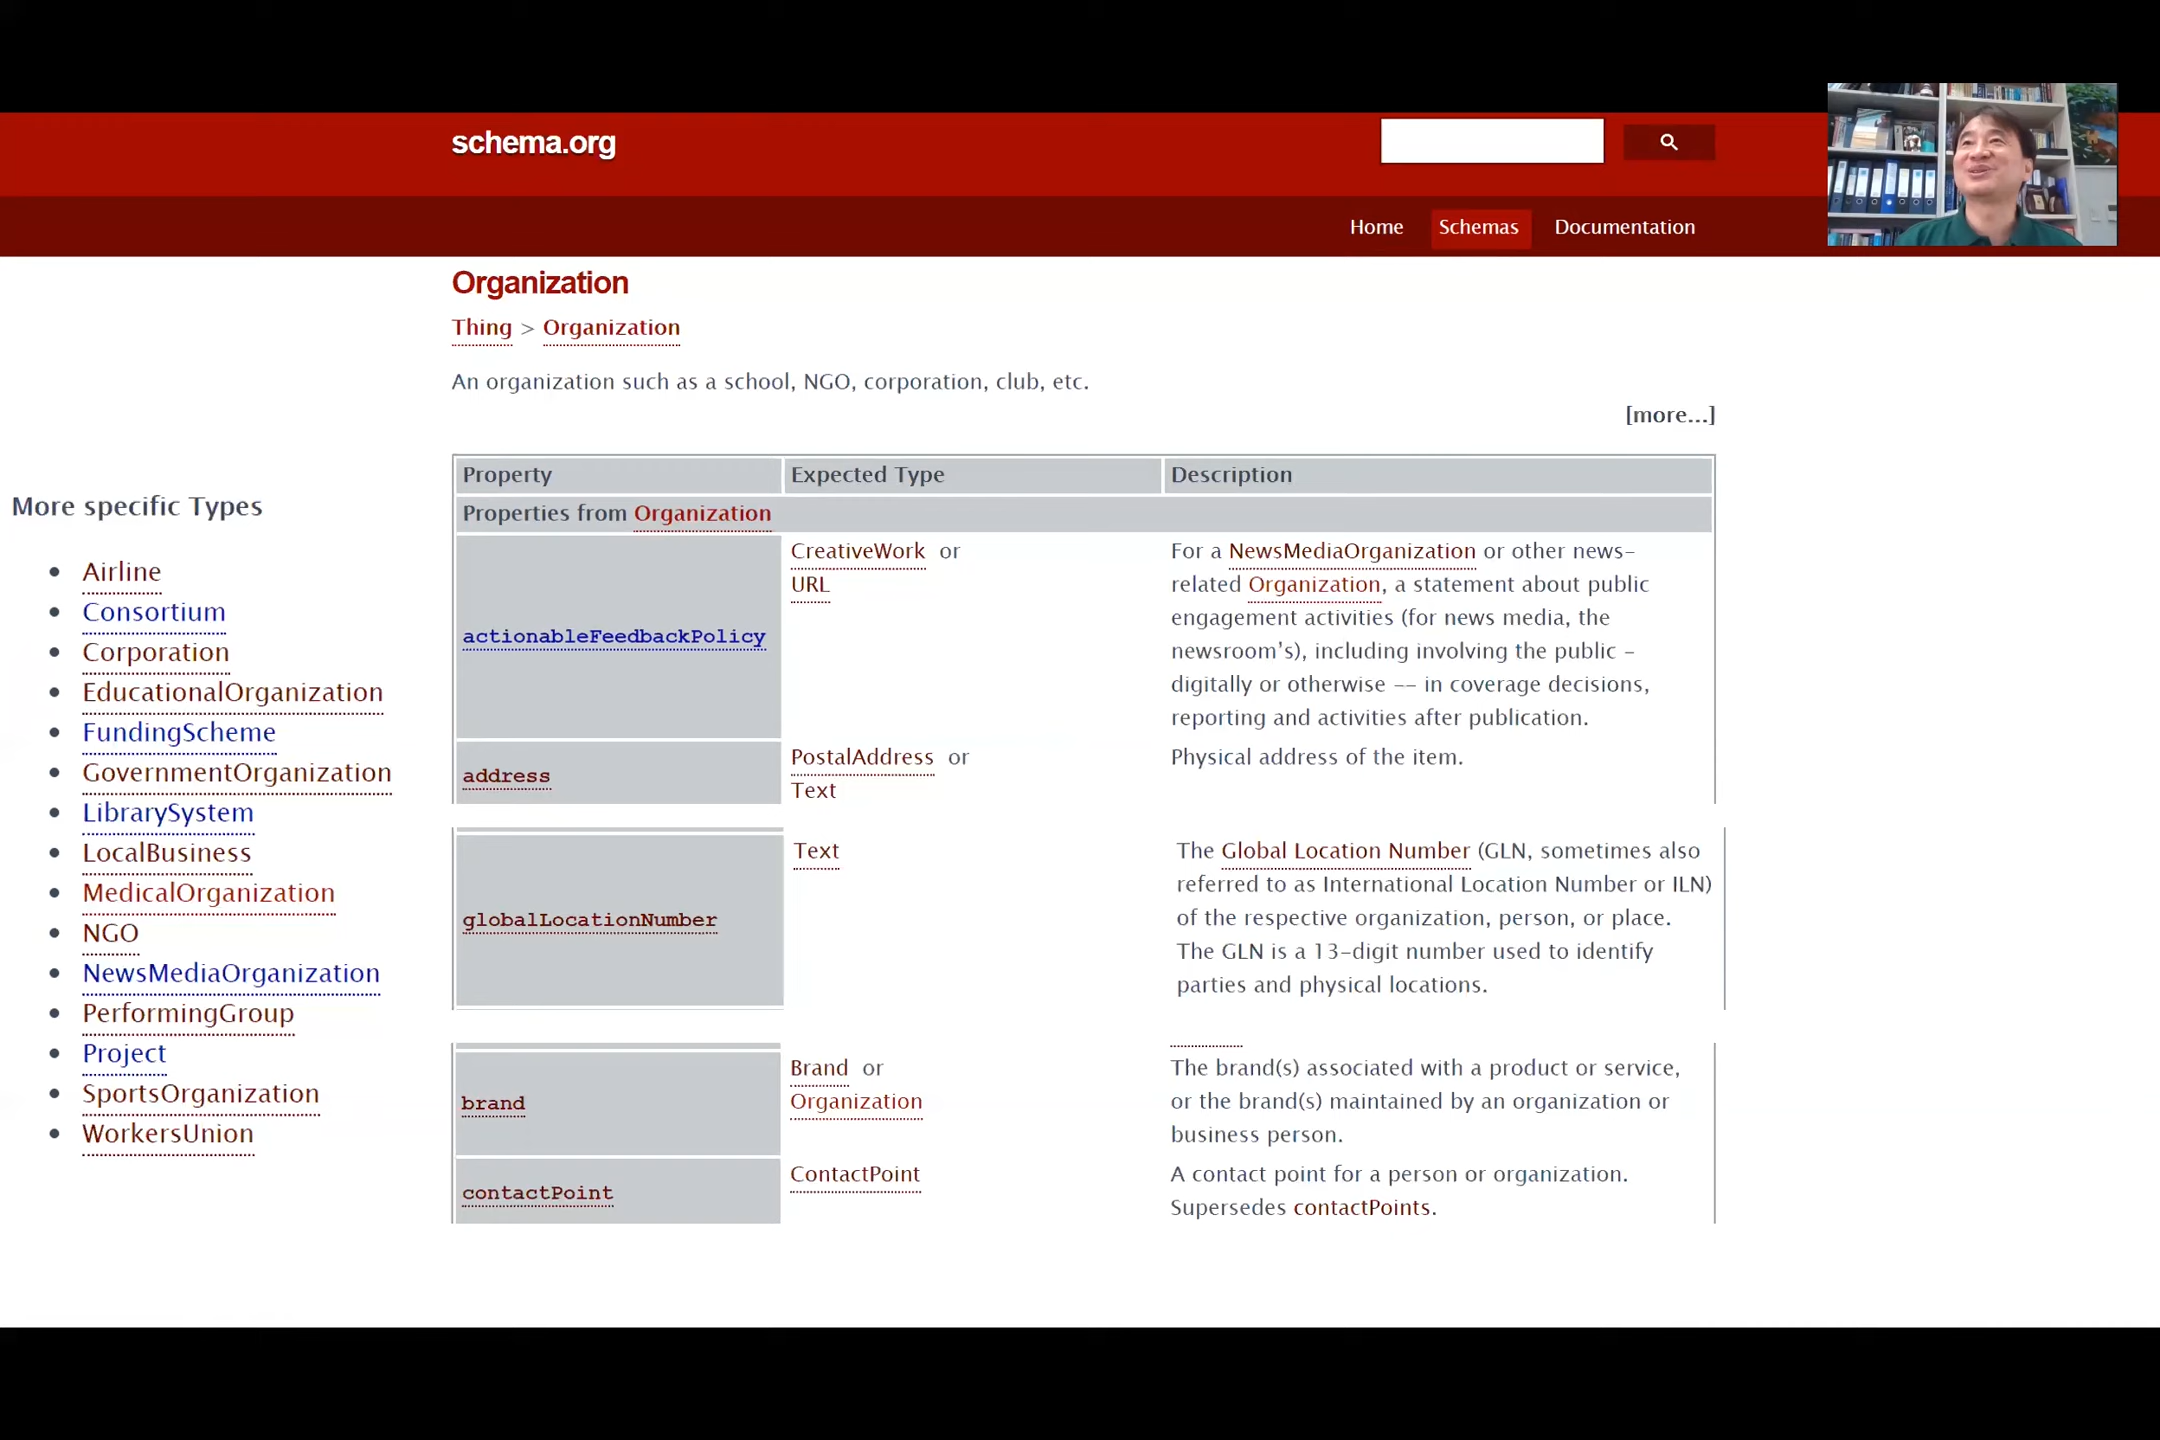 schema.org
Home Schemas Documentation
Organization
Thing > Organization
An organization such as a school, NGO, corporation, club, etc.
[more...]
More specific Types
Airline
Consortium
Corporation
EducationalOrganization
FundingScheme
GovernmentOrganization
LibrarySystem
LocalBusiness
MedicalOrganization
NGO
NewsMediaOrganization
PerformingGroup
Project
SportsOrganization
WorkersUnion
Property Expected Type Description
Properties from Organization
actionableFeedbackPolicy
CreativeWork or
URL
For a NewsMediaOrganization or other news-
related Organization, a statement about public
engagement activities (for news media, the
newsroom's), including involving the public -
digitally or otherwise -- in coverage decisions,
reporting and activities after publication.
address
PostalAddress or
Text
Physical address of the item.
globalLocationNumber
Text
The Global Location Number (GLN, sometimes also
referred to as International Location Number or ILN)
of the respective organization, person, or place.
The GLN is a 13-digit number used to identify
parties and physical locations.
brand
Brand or
Organization
The brand(s) associated with a product or service,
or the brand(s) maintained by an organization or
business person.
contactPoint
ContactPoint
A contact point for a person or organization.
Supersedes contactPoints.